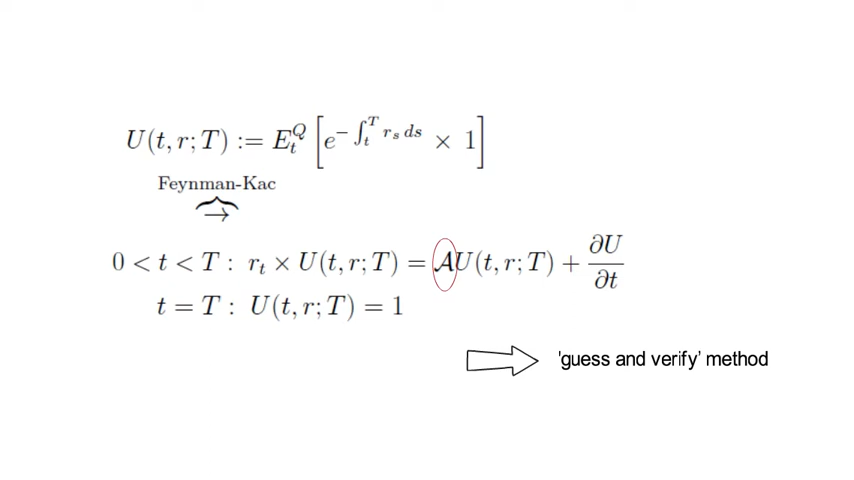 U(t, r; T) := E_t^Q [e^{-∫_t^T r_s ds} × 1]
Feynman-Kac
→
0 < t < T : r_t × U(t, r; T) = 𝒜U(t, r; T) + ∂U/∂t
t = T : U(t, r; T) = 1
'guess and verify' method